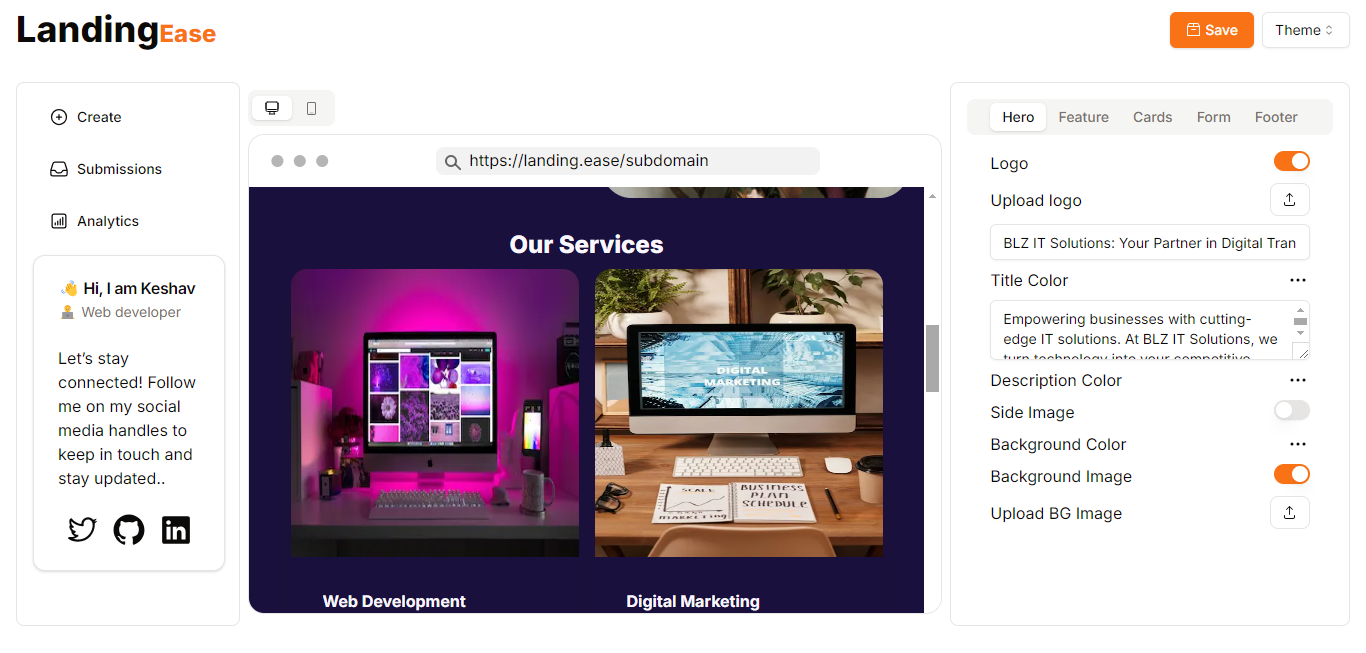 LandingEase
Save
Theme
Create
Submissions
Analytics
👋 Hi, I am Keshav
Web developer
Let's stay
connected! Follow
me on my social
media handles to
keep in touch and
stay updated..
https://landing.ease/subdomain
Our Services
DIGITAL
MARKETING
SCALE
MARKETING
BUSINESS
PLAN
SCHEDULE
Web Development
Digital Marketing
Hero
Feature
Cards
Form
Footer
Logo
Upload logo
BLZ IT Solutions: Your Partner in Digital Tran
Title Color
Empowering businesses with cutting-
edge IT solutions. At BLZ IT Solutions, we
turn technology into your competitive
Description Color
Side Image
Background Color
Background Image
Upload BG Image